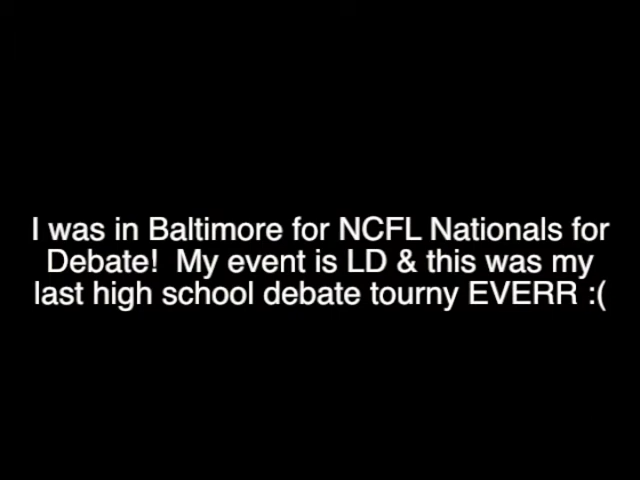 I was in Baltimore for NCFL Nationals for
Debate!  My event is LD & this was my
last high school debate tourny EVERR :(